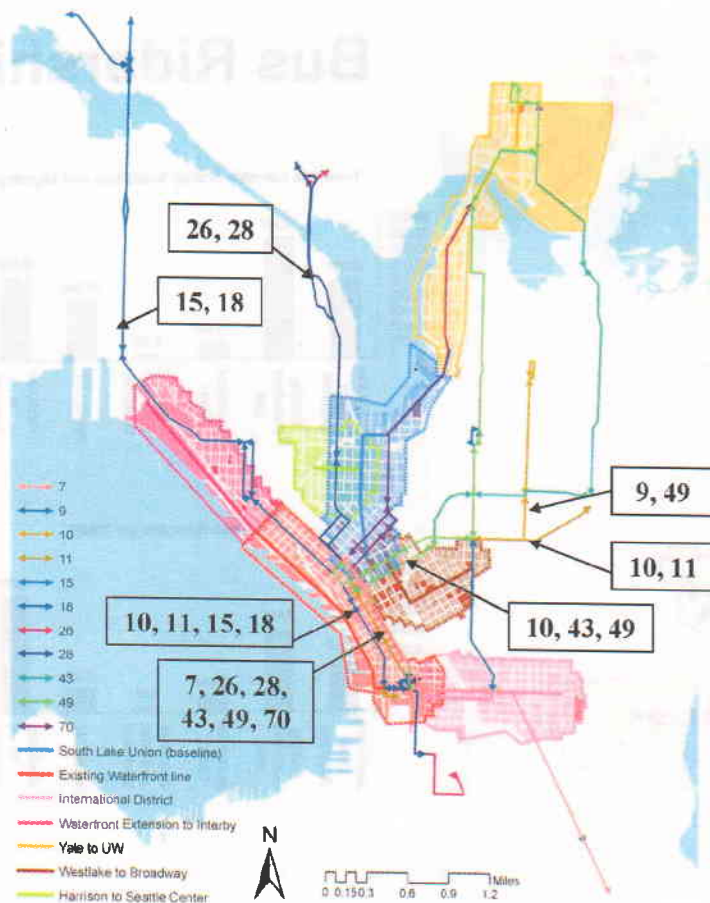 Bus Ridershi
26, 28
15, 18
7
9
10
11
15
18
26
28
43
49
70
9, 49
10, 11
10, 11, 15, 18
10, 43, 49
7, 26, 28,
43, 49, 70
South Lake Union (baseline)
Existing Waterfront line
International District
Waterfront Extension to Interby
Yale to UW
Westlake to Broadway
Harrison to Seattle Center
N
Miles
0 0.15 0.3 0.6 0.9 1.2